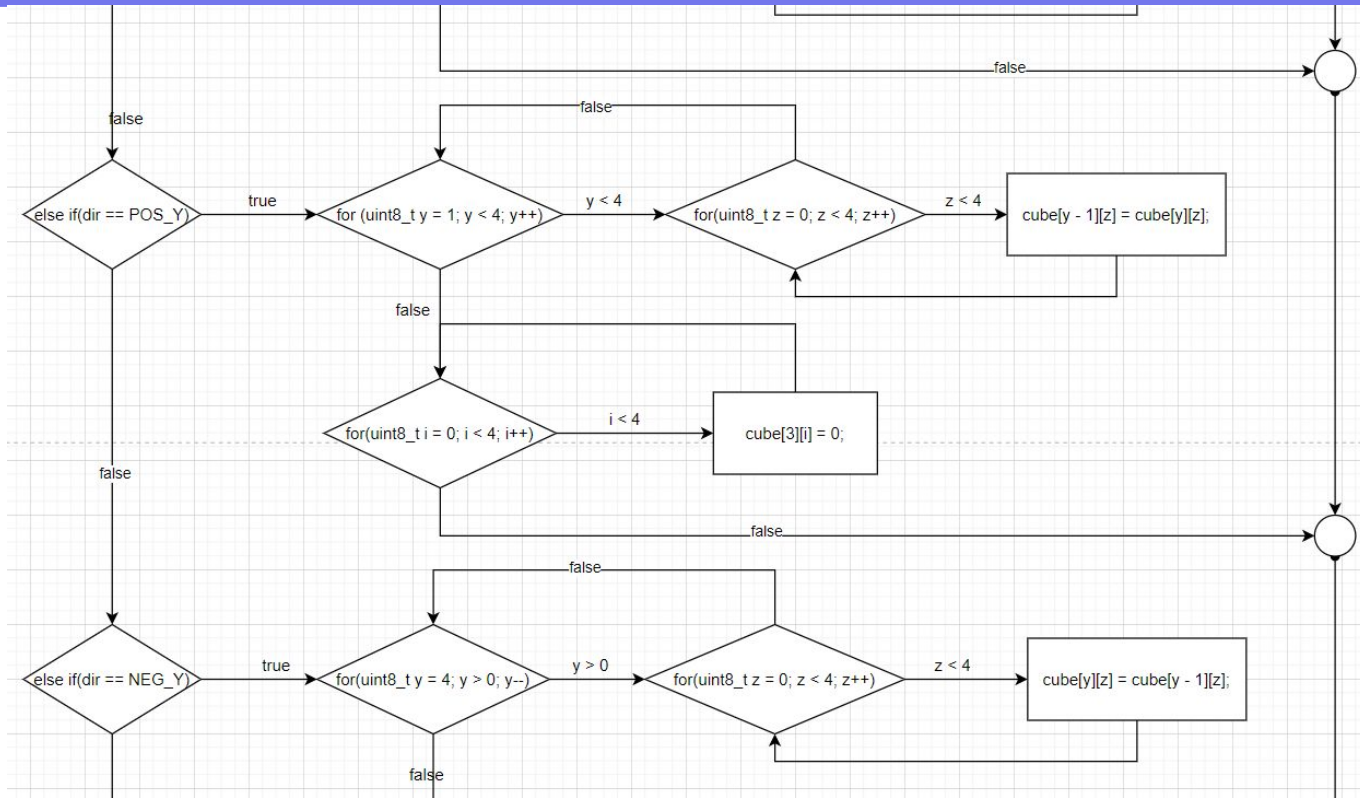 false
false
false
else if(dir == POS_Y)
true
for (uint8_t y = 1; y < 4; y++)
y < 4
for(uint8_t z = 0; z < 4; z++)
z < 4
cube[y - 1][z] = cube[y][z];
false
for(uint8_t i = 0; i < 4; i++)
i < 4
cube[3][i] = 0;
false
false
false
else if(dir == NEG_Y)
true
for(uint8_t y = 4; y > 0; y--)
y > 0
for(uint8_t z = 0; z < 4; z++)
z < 4
cube[y][z] = cube[y - 1][z];
false